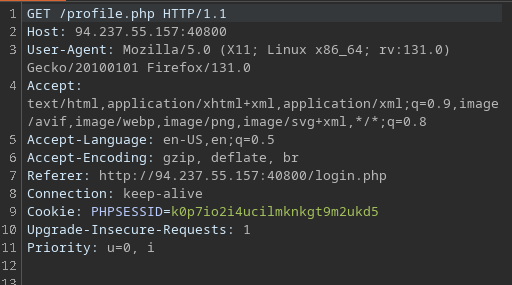 1 GET /profile.php HTTP/1.1
2 Host: 94.237.55.157:40800
3 User-Agent: Mozilla/5.0 (X11; Linux x86_64; rv:131.0)
Gecko/20100101 Firefox/131.0
4 Accept:
text/html,application/xhtml+xml,application/xml;q=0.9,image
/avif,image/webp,image/png,image/svg+xml,*/*;q=0.8
5 Accept-Language: en-US,en;q=0.5
6 Accept-Encoding: gzip, deflate, br
7 Referer: http://94.237.55.157:40800/login.php
8 Connection: keep-alive
9 Cookie: PHPSESSID=k0p7io2i4ucilmknkgt9m2ukd5
10 Upgrade-Insecure-Requests: 1
11 Priority: u=0, i
12
13